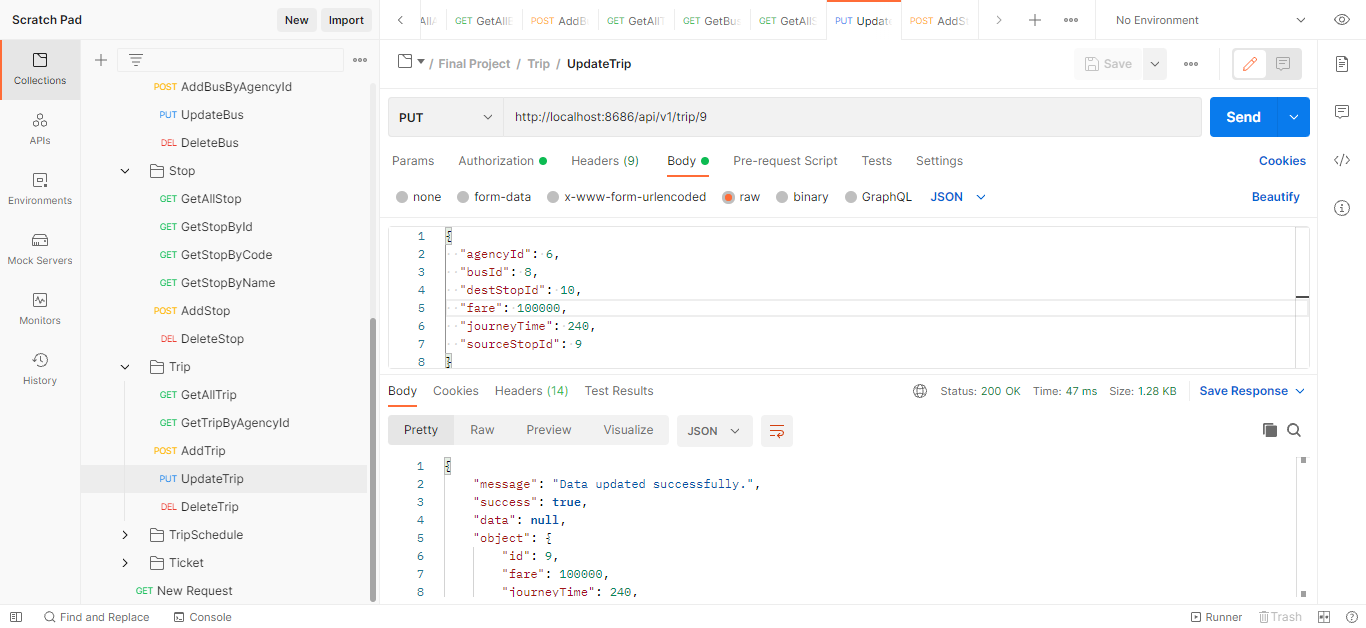 Scratch Pad
New
Import
GET GetAllB
POST AddB
GET GetAllT
GET GetBus
GET GetAllS
PUT Update
POST AddS
No Environment
Collections
APIs
Environments
Mock Servers
Monitors
History
POST AddBusByAgencyId
PUT UpdateBus
DEL DeleteBus
Stop
GET GetAllStop
GET GetStopById
GET GetStopByCode
GET GetStopByName
POST AddStop
DEL DeleteStop
Trip
GET GetAllTrip
GET GetTripByAgencyId
POST AddTrip
PUT UpdateTrip
DEL DeleteTrip
TripSchedule
Ticket
GET New Request
/ Final Project / Trip / UpdateTrip
Save
PUT
http://localhost:8686/api/v1/trip/9
Send
Params
Authorization
Headers (9)
Body
Pre-request Script
Tests
Settings
Cookies
none
form-data
x-www-form-urlencoded
raw
binary
GraphQL
JSON
Beautify
1 {
2 "agencyId": 6,
3 "busId": 8,
4 "destStopId": 10,
5 "fare": 100000,
6 "journeyTime": 240,
7 "sourceStopId": 9
8 }
Body
Cookies
Headers (14)
Test Results
Status: 200 OK
Time: 47 ms
Size: 1.28 KB
Save Response
Pretty
Raw
Preview
Visualize
JSON
1 {
2 "message": "Data updated successfully.",
3 "success": true,
4 "data": null,
5 "object": {
6 "id": 9,
7 "fare": 100000,
8 "journeyTime": 240,
Find and Replace
Console
Runner
Trash